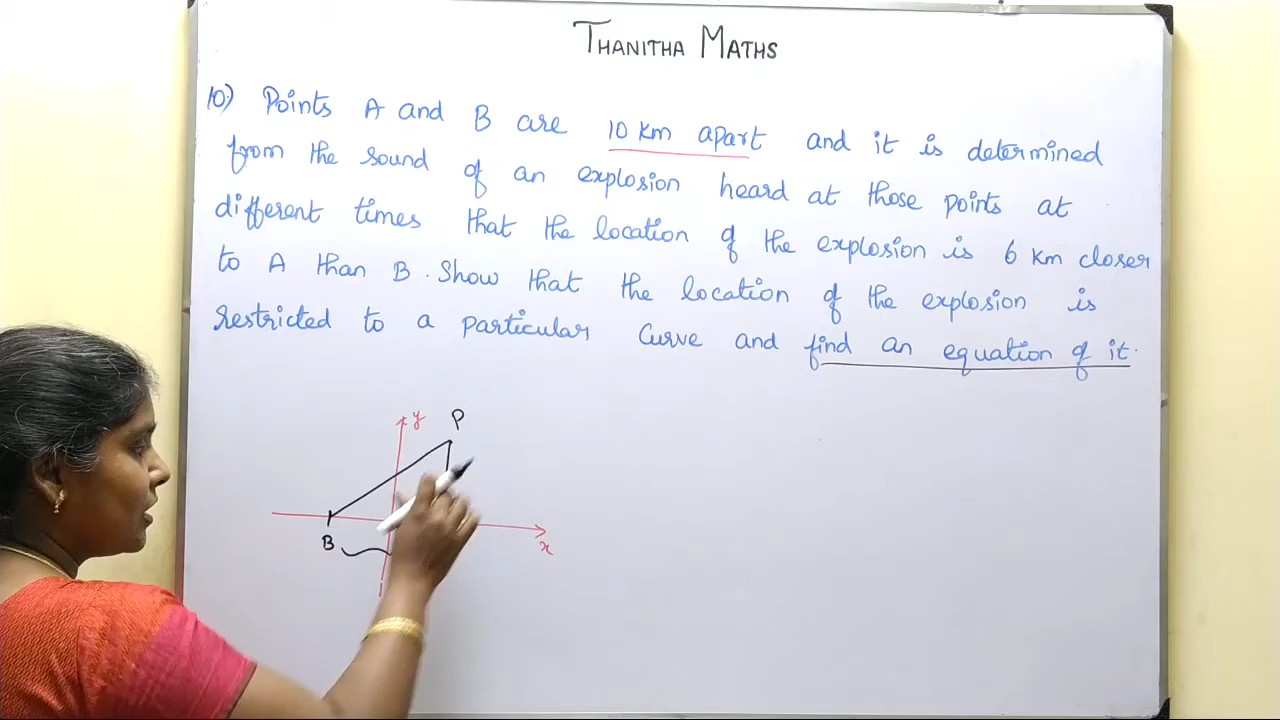 THANITHA MATHS
10) Points A and B are 10 km apart and it is determined
from the sound of an explosion heard at those points at
different times that the location of the explosion is 6 km closer
to A than B. Show that the location of the explosion is
restricted to a particular curve and find an equation of it.
y
P
B
x